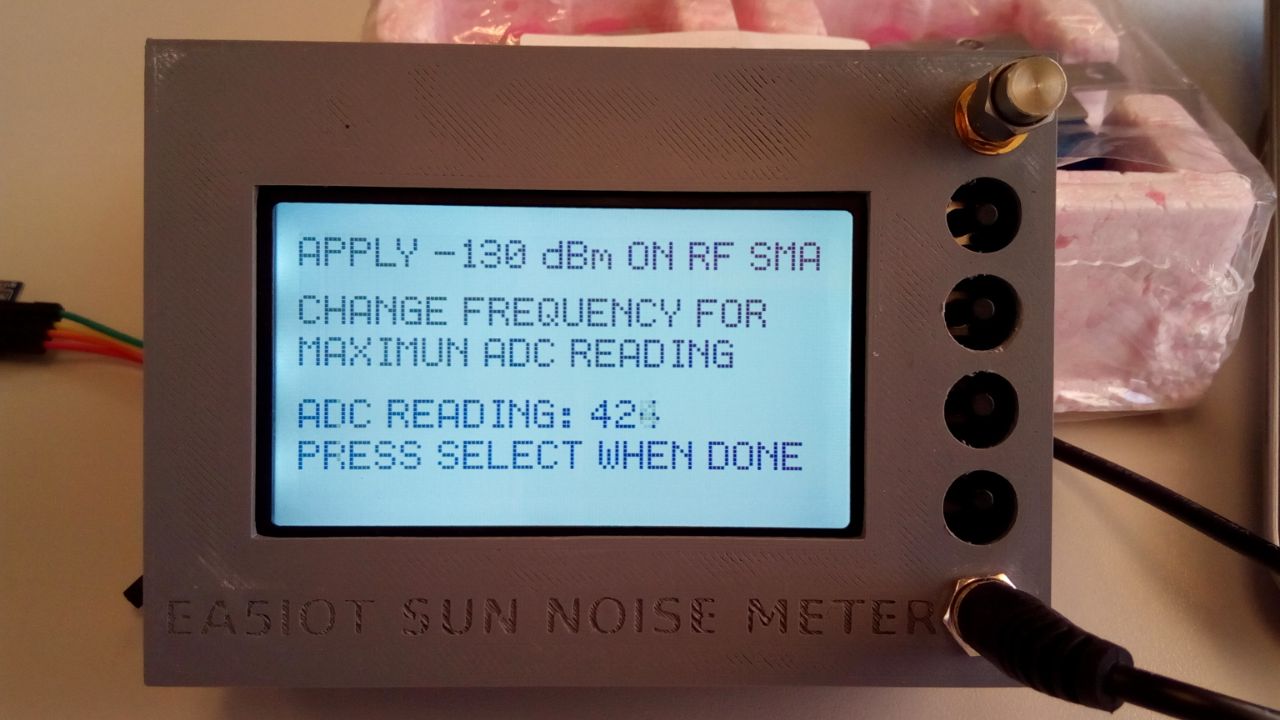 APPLY -130 dBm ON RF SMA
CHANGE FREQUENCY FOR
MAXIMUN ADC READING
ADC READING:
PRESS SELECT WHEN DONE
EA5IOT SUN NOISE METER